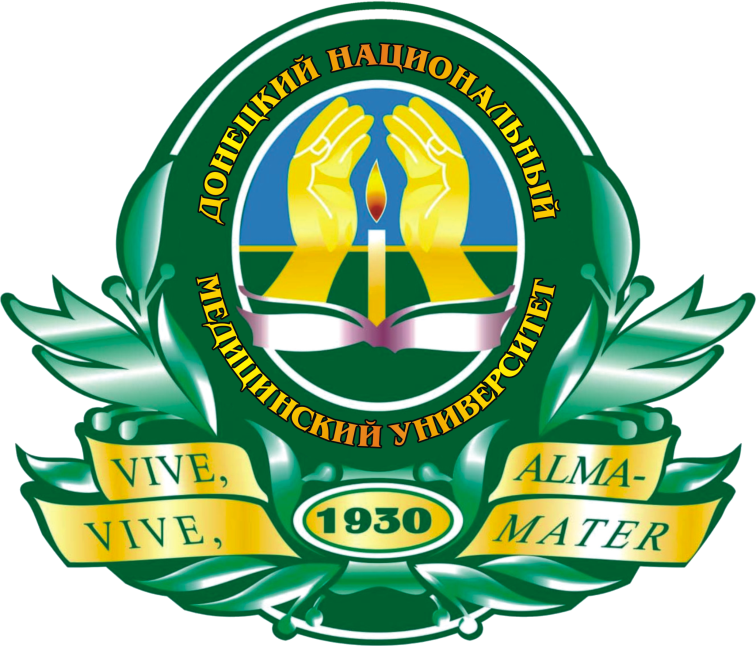 ДОНЕЦКИЙ НАЦИОНАЛЬНЫЙ
МЕДИЦИНСКИЙ УНИВЕРСИТЕТ
VIVE,
VIVE,
ALMA-
MATER
1930